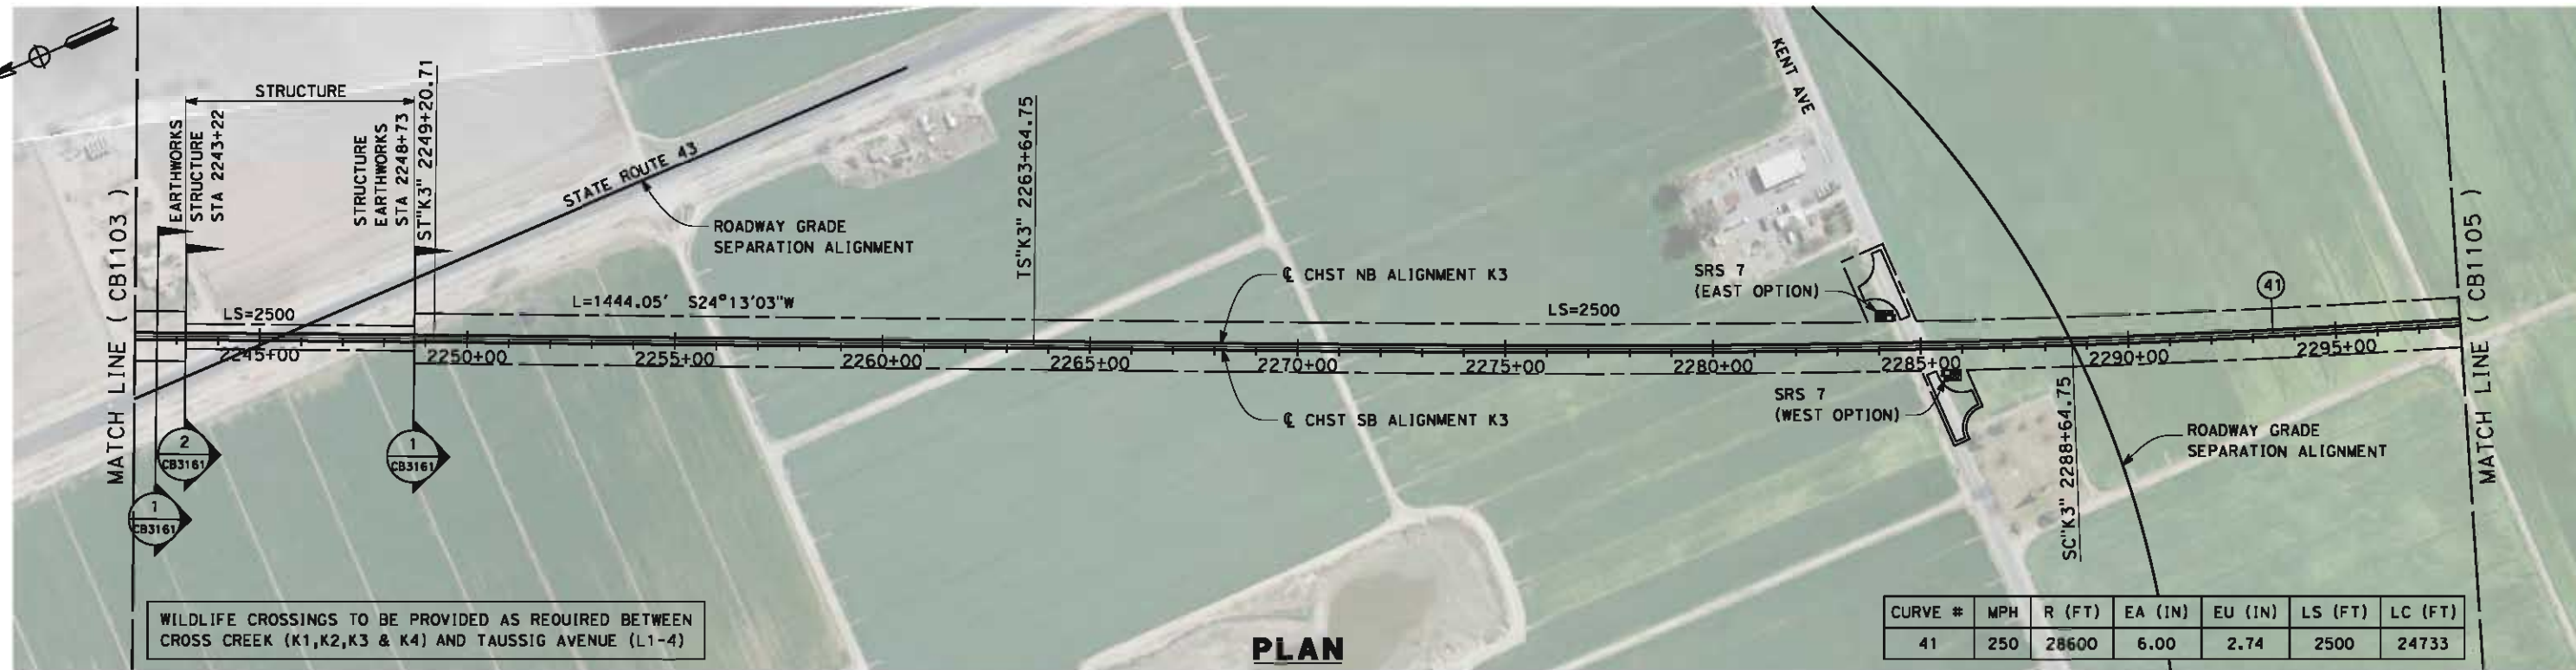 STRUCTURE
EARTHWORKS
STRUCTURE
STA 2243+22
STRUCTURE
EARTHWORKS
STA 2248+73
ST"K3" 2249+20.71
MATCH LINE ( CB1103 )
STATE ROUTE 43
ROADWAY GRADE
SEPARATION ALIGNMENT
TS"K3" 2263+64.75
KENT AVE
LS=2500
L=1444.05' S24°13'03"W
℄ CHST NB ALIGNMENT K3
LS=2500
SRS 7
(EAST OPTION)
41
MATCH LINE ( CB1105 )
2245+00
2250+00
2255+00
2260+00
2265+00
2270+00
2275+00
2280+00
2285+00
2290+00
2295+00
℄ CHST SB ALIGNMENT K3
SRS 7
(WEST OPTION)
SC"K3" 2288+64.75
ROADWAY GRADE
SEPARATION ALIGNMENT
2
CB3161
1
CB3161
1
CB3161
WILDLIFE CROSSINGS TO BE PROVIDED AS REQUIRED BETWEEN
CROSS CREEK (K1,K2,K3 & K4) AND TAUSSIG AVENUE (L1-4)
PLAN
CURVE # MPH R (FT) EA (IN) EU (IN) LS (FT) LC (FT)
41 250 28600 6.00 2.74 2500 24733